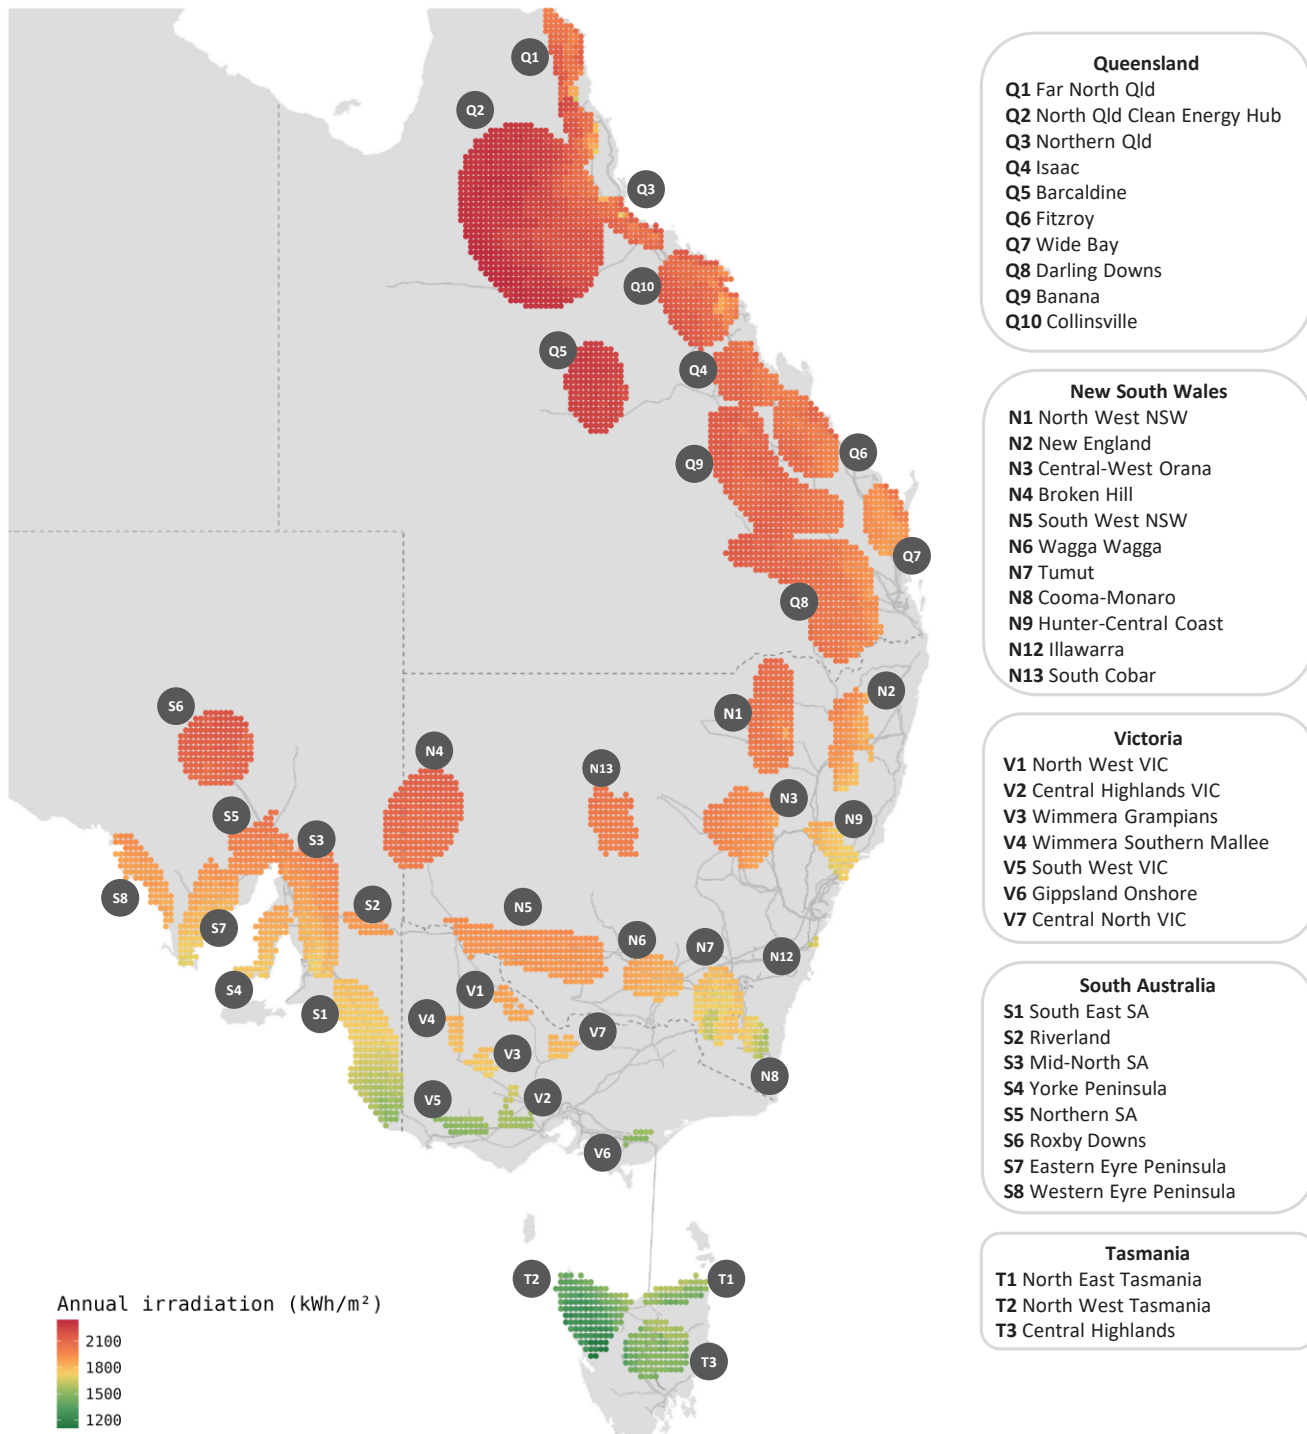 Q1
Q2
Q3
Q10
Q5
Q4
Q6
Q9
Q7
Q8
N2
S6
N1
N4
N13
N3
S5
N9
S3
S8
S2
N5
S7
N6
N7
N12
S4
V1
S1
V4
V7
V3
N8
V5
V2
V6
T2
T1
T3
Annual irradiation (kWh/m²)
2100
1800
1500
1200
Queensland
Q1 Far North Qld
Q2 North Qld Clean Energy Hub
Q3 Northern Qld
Q4 Isaac
Q5 Barcaldine
Q6 Fitzroy
Q7 Wide Bay
Q8 Darling Downs
Q9 Banana
Q10 Collinsville
New South Wales
N1 North West NSW
N2 New England
N3 Central-West Orana
N4 Broken Hill
N5 South West NSW
N6 Wagga Wagga
N7 Tumut
N8 Cooma-Monaro
N9 Hunter-Central Coast
N12 Illawarra
N13 South Cobar
Victoria
V1 North West VIC
V2 Central Highlands VIC
V3 Wimmera Grampians
V4 Wimmera Southern Mallee
V5 South West VIC
V6 Gippsland Onshore
V7 Central North VIC
South Australia
S1 South East SA
S2 Riverland
S3 Mid-North SA
S4 Yorke Peninsula
S5 Northern SA
S6 Roxby Downs
S7 Eastern Eyre Peninsula
S8 Western Eyre Peninsula
Tasmania
T1 North East Tasmania
T2 North West Tasmania
T3 Central Highlands